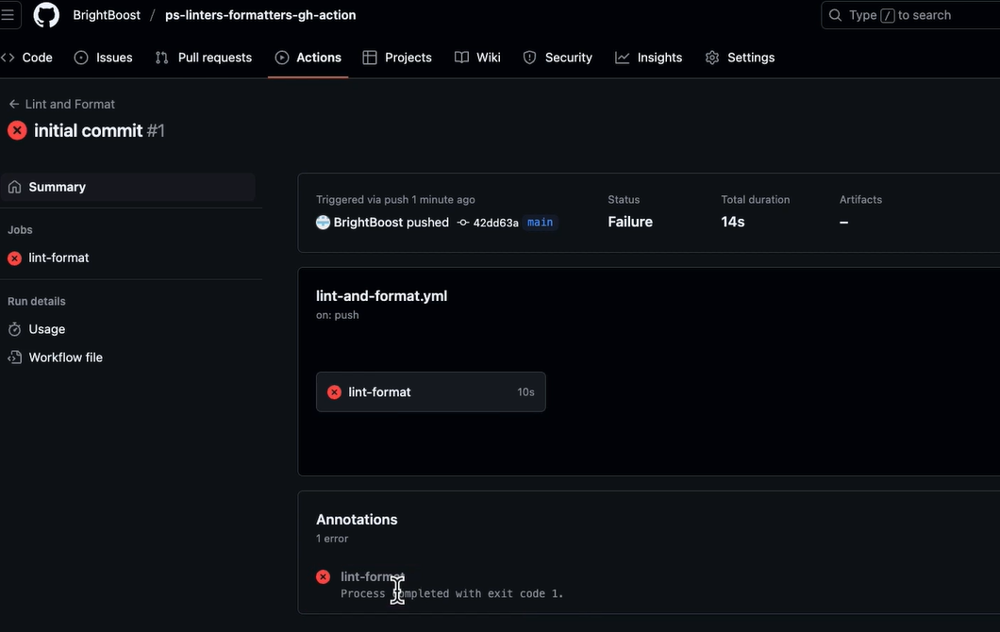 BrightBoost / ps-linters-formatters-gh-action
Type / to search
Code Issues Pull requests Actions Projects Wiki Security Insights Settings
← Lint and Format
initial commit #1
Summary
Jobs
lint-format
Run details
Usage
Workflow file
Triggered via push 1 minute ago
BrightBoost pushed 42dd63a main
Status
Failure
Total duration
14s
Artifacts
–
lint-and-format.yml
on: push
lint-format 10s
Annotations
1 error
lint-format
Process completed with exit code 1.